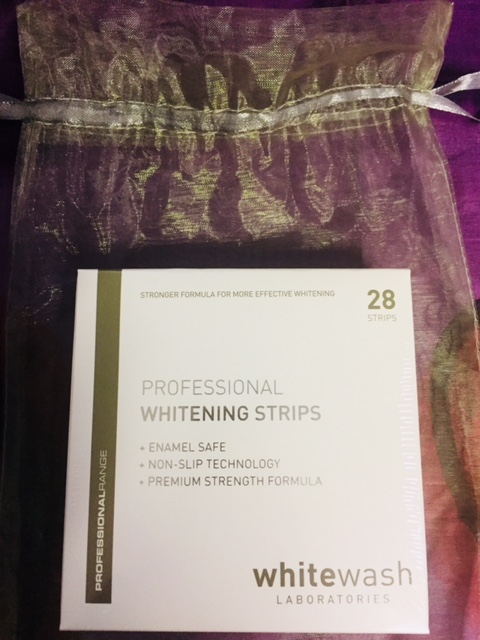 STRONGER FORMULA FOR MORE EFFECTIVE WHITENING
28
STRIPS
PROFESSIONAL
WHITENING STRIPS
+ ENAMEL SAFE
+ NON-SLIP TECHNOLOGY
+ PREMIUM STRENGTH FORMULA
PROFESSIONALRANGE
whitewash
LABORATORIES